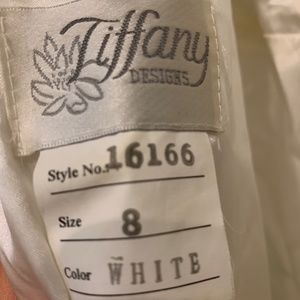 Tiffany
DESIGNS
Style No. 16166
Size 8
Color WHITE